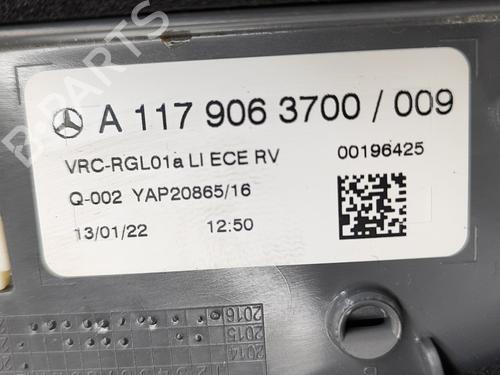 A 117 906 3700 / 009
VRC-RGL01a LI ECE RV 00196425
Q-002 YAP20865/16
13/01/22 12:50
B-PARTS
2016
2015
2014